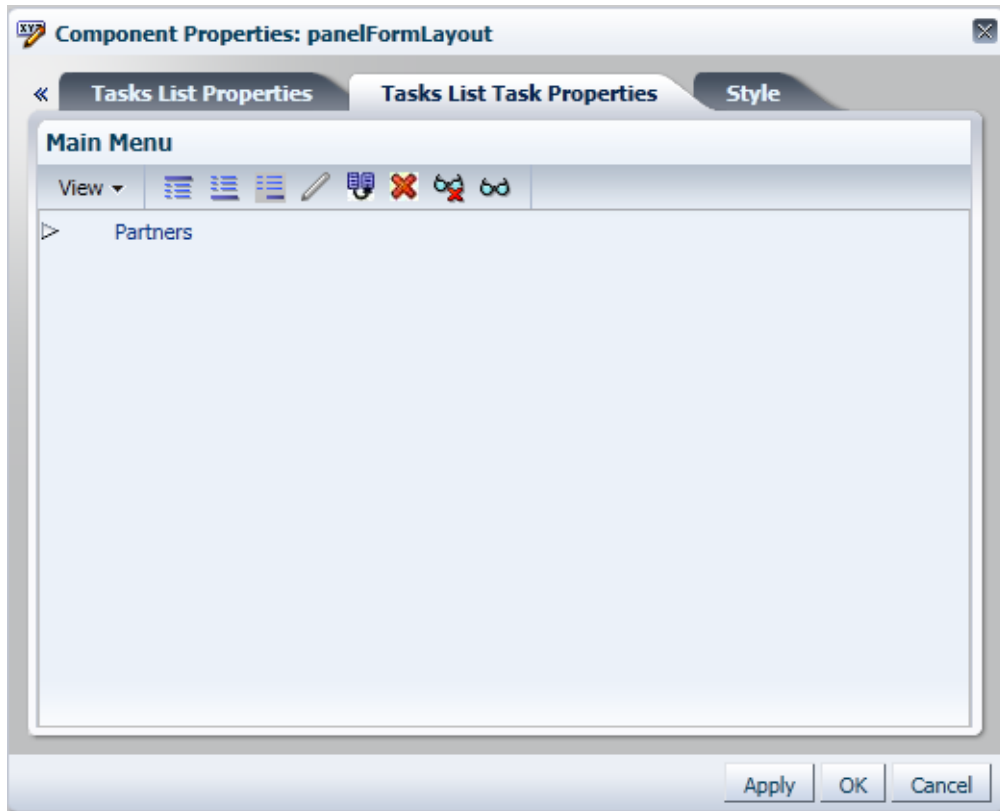 Component Properties: panelFormLayout
« Tasks List Properties Tasks List Task Properties Style
Main Menu
View
Partners
Apply OK Cancel